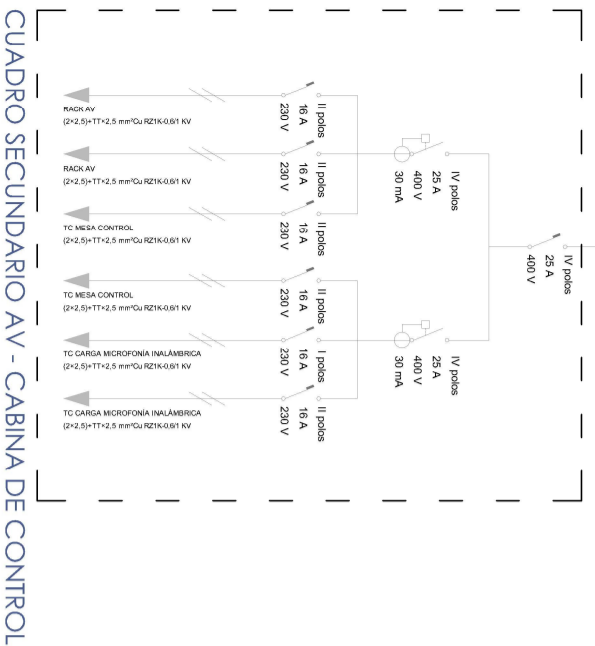 CUADRO SECUNDARIO AV - CABINA DE CONTROL
IV polos
25 A
400 V
IV polos
25 A
400 V
30 mA
IV polos
25 A
400 V
30 mA
II polos
16 A
230 V
RACK AV
(2×2,5)+TT×2,5 mm²Cu RZ1K-0,6/1 KV
II polos
16 A
230 V
RACK AV
(2×2,5)+TT×2,5 mm²Cu RZ1K-0,6/1 KV
II polos
16 A
230 V
TC MESA CONTROL
(2×2,5)+TT×2,5 mm²Cu RZ1K-0,6/1 KV
II polos
16 A
230 V
TC MESA CONTROL
(2×2,5)+TT×2,5 mm²Cu RZ1K-0,6/1 KV
I polos
16 A
230 V
TC CARGA MICROFONÍA INALÁMBRICA
(2×2,5)+TT×2,5 mm²Cu RZ1K-0,6/1 KV
II polos
16 A
230 V
TC CARGA MICROFONÍA INALÁMBRICA
(2×2,5)+TT×2,5 mm²Cu RZ1K-0,6/1 KV